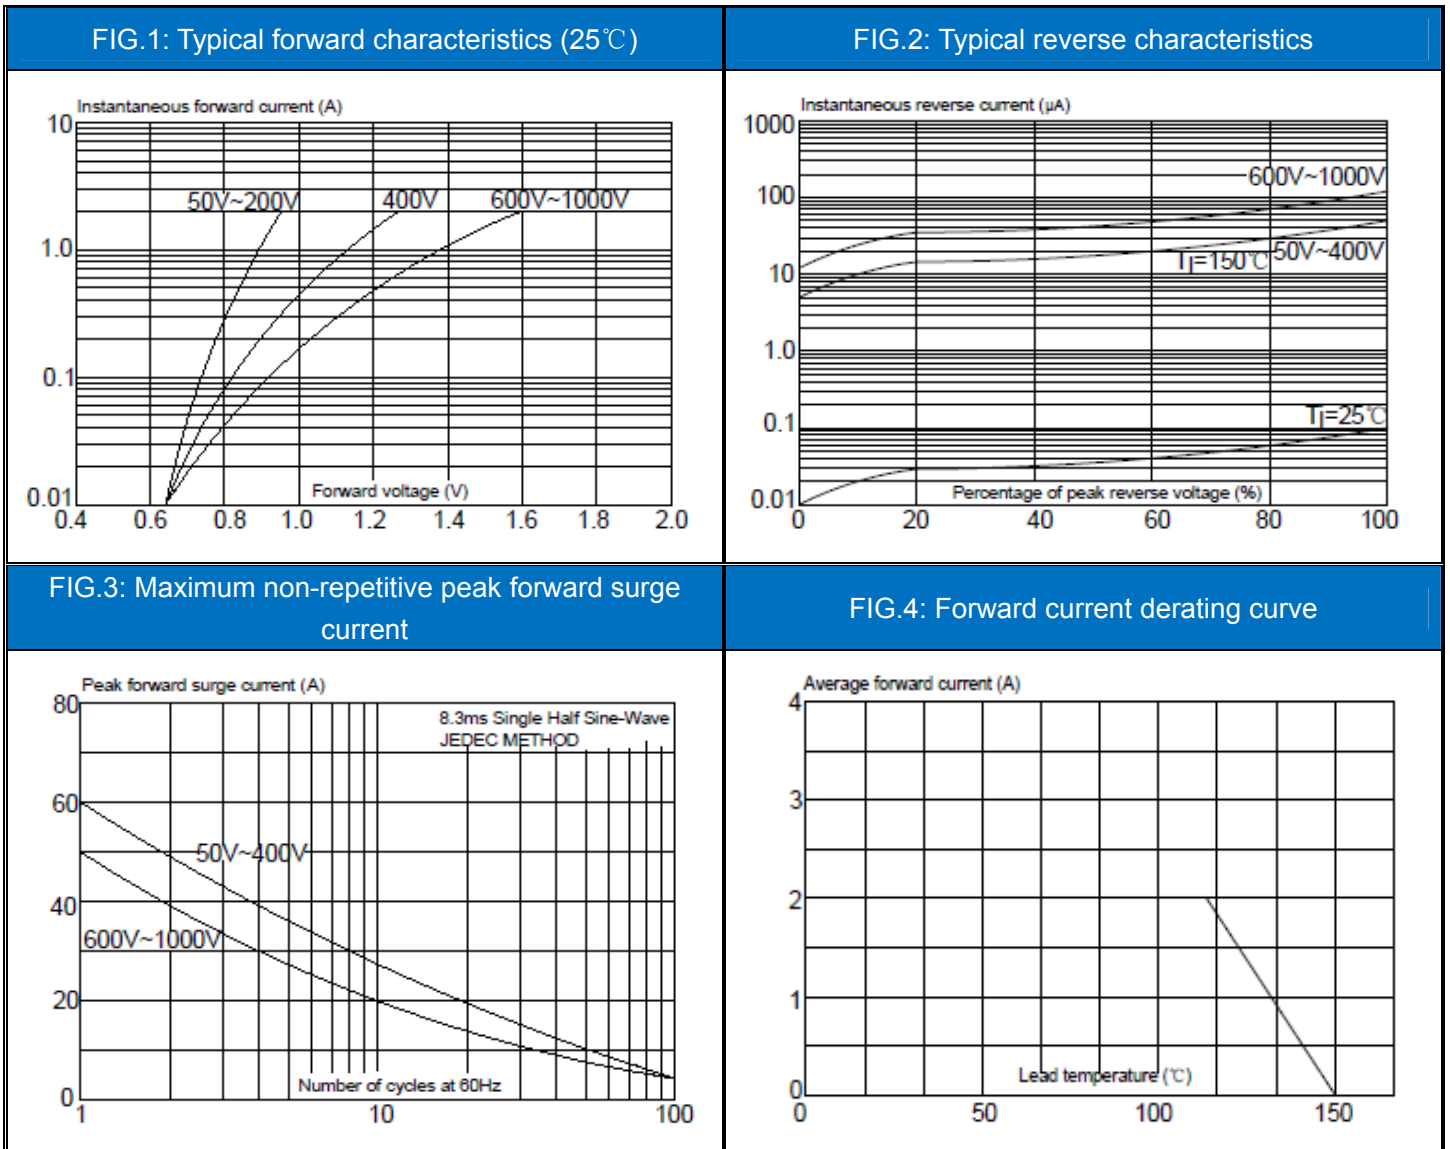 FIG.1: Typical forward characteristics (25℃)
FIG.2: Typical reverse characteristics
Instantaneous forward current (A)
10
1.0
0.1
0.01
50V~200V
400V
600V~1000V
Forward voltage (V)
0.4 0.6 0.8 1.0 1.2 1.4 1.6 1.8 2.0
Instantaneous reverse current (µA)
1000
100
10
1.0
0.1
0.01
600V~1000V
50V~400V
Tj=150℃
Tj=25℃
Percentage of peak reverse voltage (%)
0 20 40 60 80 100
FIG.3: Maximum non-repetitive peak forward surge
current
FIG.4: Forward current derating curve
Peak forward surge current (A)
80
60
40
20
0
8.3ms Single Half Sine-Wave
JEDEC METHOD
50V~400V
600V~1000V
Number of cycles at 60Hz
1 10 100
Average forward current (A)
4
3
2
1
0
Lead temperature (℃)
0 50 100 150